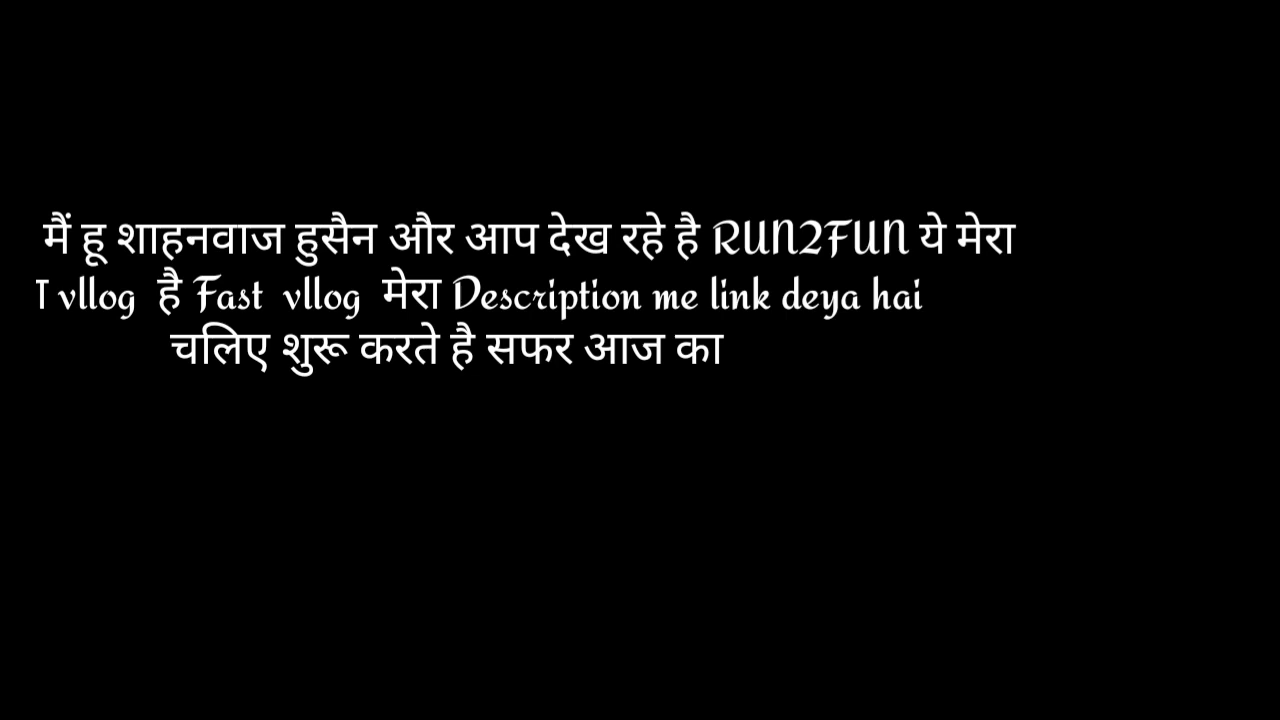 मैं हू शाहनवाज हुसैन और आप देख रहे है RUN2FUN ये मेरा
T vllog है Fast vllog मेरा Description me link deya hai
चलिए शुरू करते है सफर आज का